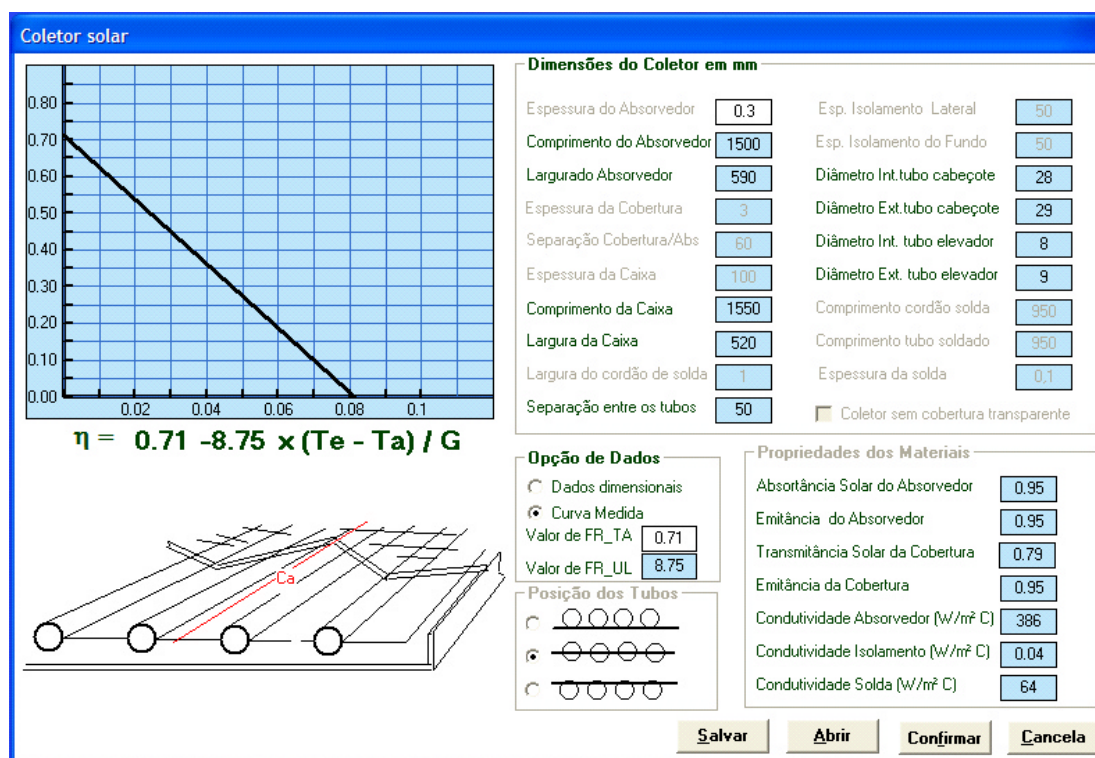 Coletor solar
0.80
0.70
0.60
0.50
0.40
0.30
0.20
0.10
0.00
0.02 0.04 0.06 0.08 0.1
η = 0.71 -8.75 x (Te - Ta) / G
Ca
Dimensões do Coletor em mm
Espessura do Absorvedor 0.3
Comprimento do Absorvedor 1500
Largurado Absorvedor 590
Espessura da Cobertura 3
Separação Cobertura/Abs 60
Espessura da Caixa 100
Comprimento da Caixa 1550
Largura da Caixa 520
Largura do cordão de solda 1
Separação entre os tubos 50
Esp. Isolamento Lateral 50
Esp. Isolamento do Fundo 50
Diâmetro Int.tubo cabeçote 28
Diâmetro Ext.tubo cabeçote 29
Diâmetro Int. tubo elevador 8
Diâmetro Ext. tubo elevador 9
Comprimento cordão solda 950
Comprimento tubo soldado 950
Espessura da solda 0,1
Coletor sem cobertura transparente
Opção de Dados
Dados dimensionais
Curva Medida
Valor de FR_TA 0.71
Valor de FR_UL 8.75
Posição dos Tubos
Propriedades dos Materiais
Absortância Solar do Absorvedor 0.95
Emitância do Absorvedor 0.95
Transmitância Solar da Cobertura 0.79
Emitância da Cobertura 0.95
Condutividade Absorvedor (W/m² C) 386
Condutividade Isolamento (W/m² C) 0.04
Condutividade Solda (W/m² C) 64
Salvar Abrir Confirmar Cancela